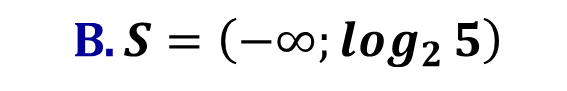 B. S = (−∞; log₂ 5)